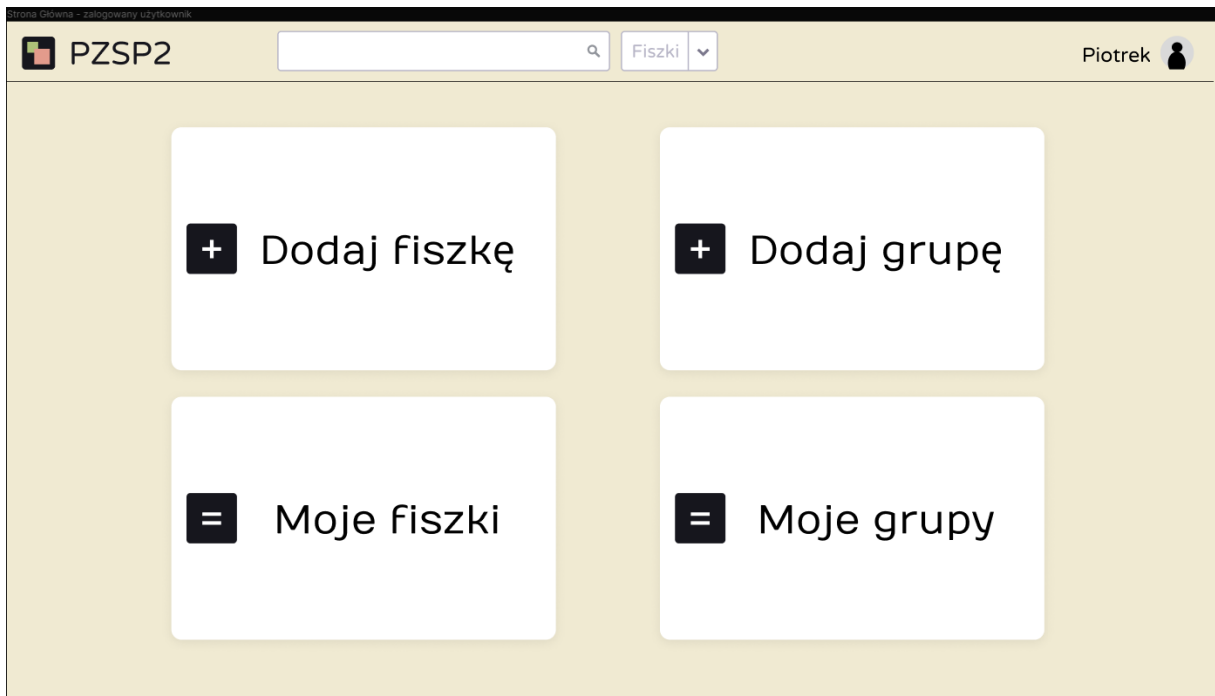 Strona Główna - zalogowany użytkownik
PZSP2
Fiszki
Piotrek
+ Dodaj fiszkę
+ Dodaj grupę
= Moje fiszki
= Moje grupy